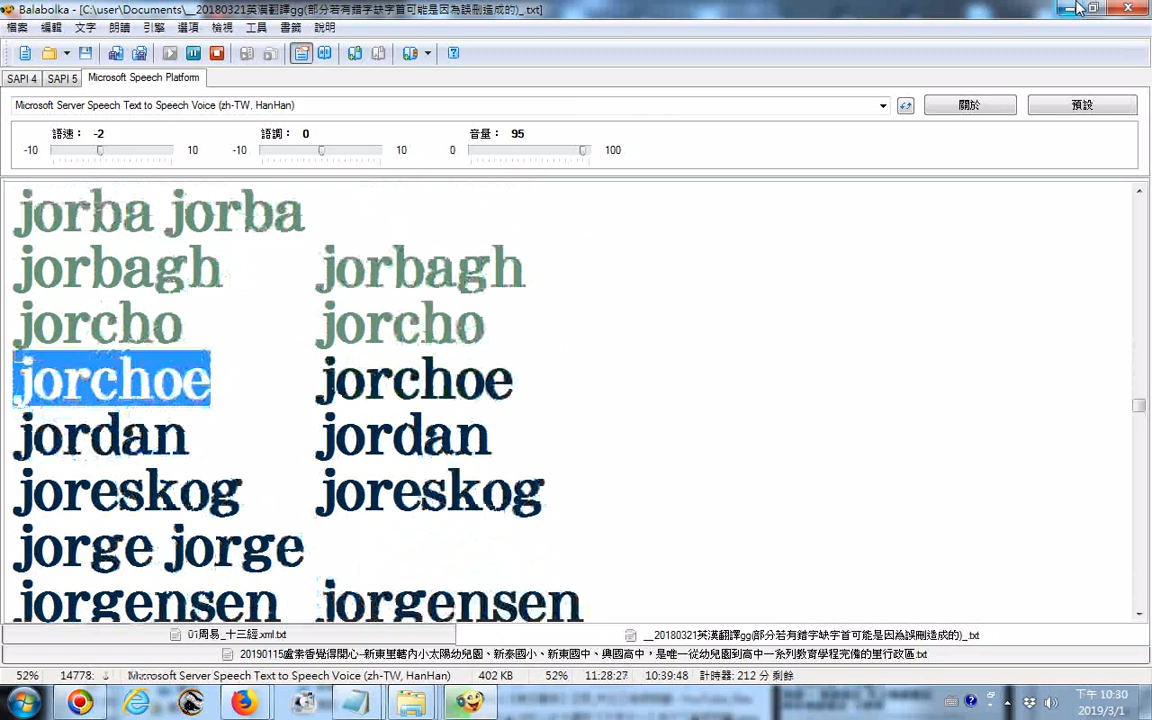 Balabolka - [C:\user\Documents\__20180321英漢翻譯gg(部分若有錯字缺字首可能是因為誤刪造成的)_.txt]
檔案 編輯 文字 朗讀 引擎 選項 檢視 工具 書籤 說明
SAPI 4 SAPI 5 Microsoft Speech Platform
Microsoft Server Speech Text to Speech Voice (zh-TW, HanHan) 關於 預設
語速： -2 語調： 0 音量： 95
-10 10 -10 10 0 100
jorba jorba
jorbagh jorbagh
jorcho jorcho
jorchoe jorchoe
jordan jordan
joreskog joreskog
jorge jorge
jorgensen jorgensen
01周易_十三經.xml.txt __20180321英漢翻譯gg(部分若有錯字缺字首可能是因為誤刪造成的)_.txt
20190115盧素香覺得開心-新東里轄內小太陽幼兒園、新泰國小、新東國中、興國高中，是唯一從幼兒園到高中一系列教育學程完備的里行政區.txt
52% 14778: Microsoft Server Speech Text to Speech Voice (zh-TW, HanHan) 402 KB 52% 11:28:27 10:39:48 計時器: 212 分 剩餘
下午 10:30
2019/3/1